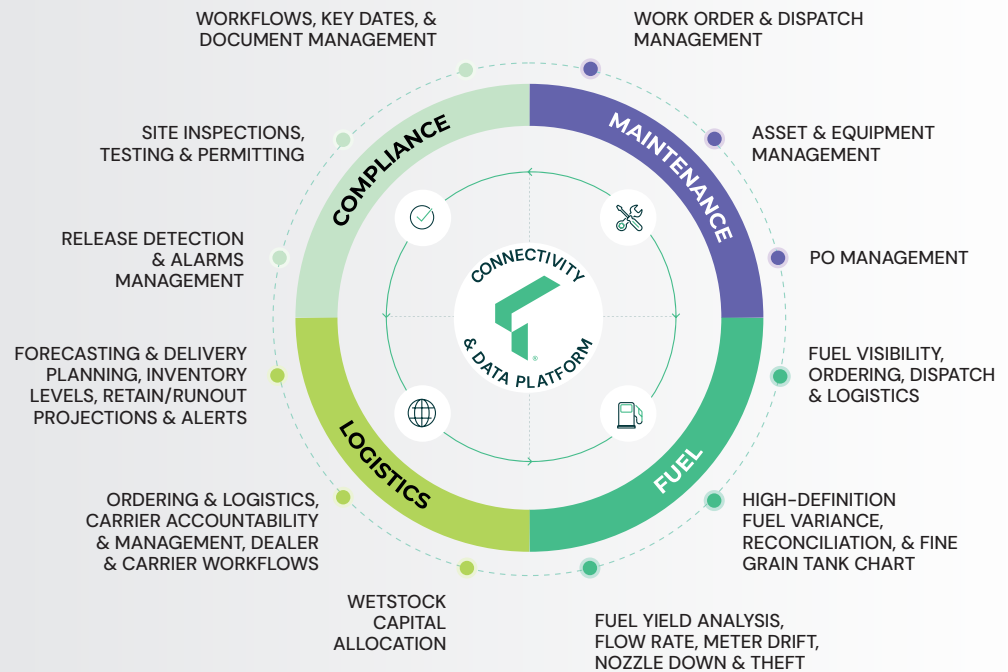 WORKFLOWS, KEY DATES, &
DOCUMENT MANAGEMENT
WORK ORDER & DISPATCH
MANAGEMENT
SITE INSPECTIONS,
TESTING & PERMITTING
ASSET & EQUIPMENT
MANAGEMENT
RELEASE DETECTION
& ALARMS
MANAGEMENT
PO MANAGEMENT
COMPLIANCE
MAINTENANCE
CONNECTIVITY
& DATA PLATFORM
®
LOGISTICS
FUEL
FORECASTING & DELIVERY
PLANNING, INVENTORY
LEVELS, RETAIN/RUNOUT
PROJECTIONS & ALERTS
FUEL VISIBILITY,
ORDERING, DISPATCH
& LOGISTICS
ORDERING & LOGISTICS,
CARRIER ACCOUNTABILITY
& MANAGEMENT, DEALER
& CARRIER WORKFLOWS
HIGH-DEFINITION
FUEL VARIANCE,
RECONCILIATION, & FINE
GRAIN TANK CHART
WETSTOCK
CAPITAL
ALLOCATION
FUEL YIELD ANALYSIS,
FLOW RATE, METER DRIFT,
NOZZLE DOWN & THEFT